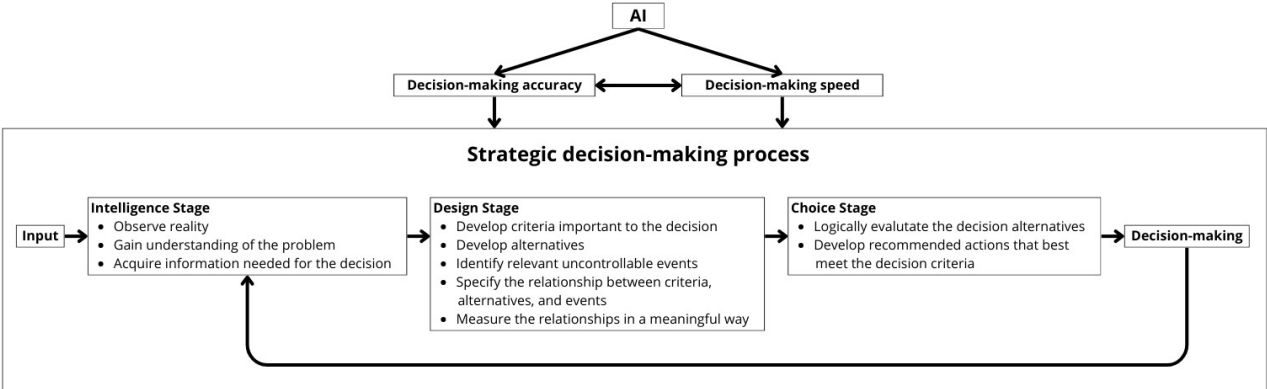 AI
Decision-making accuracy
Decision-making speed
Strategic decision-making process
Input
Intelligence Stage
• Observe reality
• Gain understanding of the problem
• Acquire information needed for the decision
Design Stage
• Develop criteria important to the decision
• Develop alternatives
• Identify relevant uncontrollable events
• Specify the relationship between criteria,
alternatives, and events
• Measure the relationships in a meaningful way
Choice Stage
• Logically evalutate the decision alternatives
• Develop recommended actions that best
meet the decision criteria
Decision-making